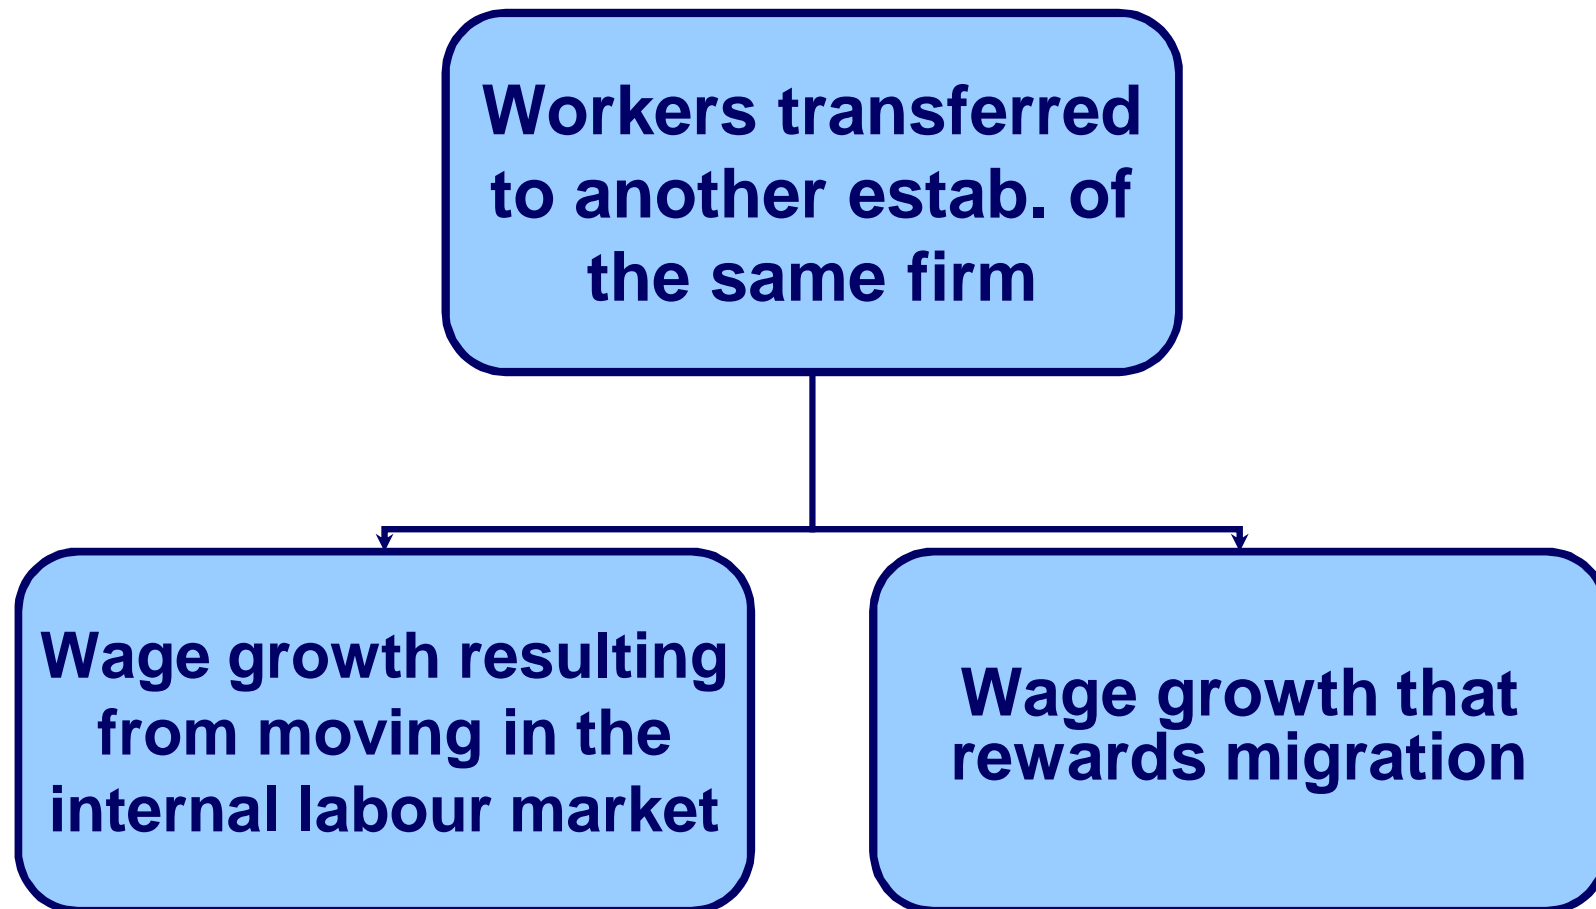 Workers transferred
to another estab. of
the same firm
Wage growth resulting
from moving in the
internal labour market
Wage growth that
rewards migration